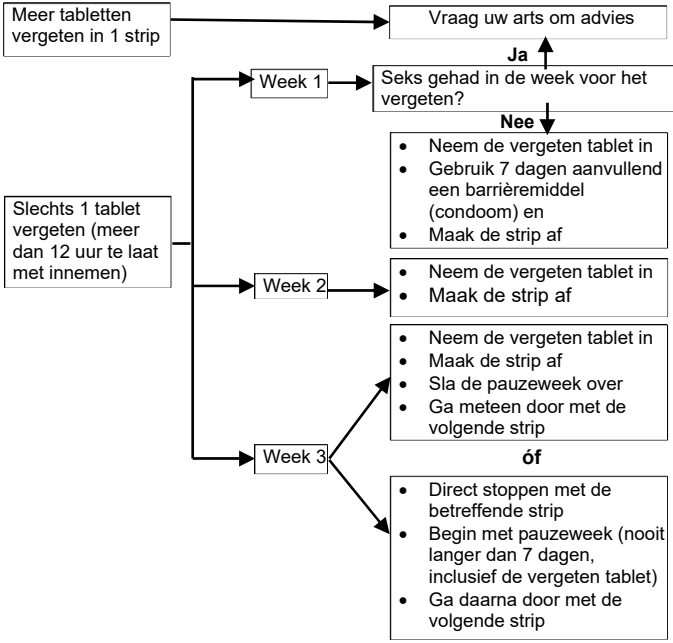 Meer tabletten
vergeten in 1 strip
Vraag uw arts om advies
Ja
Week 1
Seks gehad in de week voor het
vergeten?
Nee
• Neem de vergeten tablet in
• Gebruik 7 dagen aanvullend
een barrièremiddel
(condoom) en
• Maak de strip af
Slechts 1 tablet
vergeten (meer
dan 12 uur te laat
met innemen)
Week 2
• Neem de vergeten tablet in
• Maak de strip af
• Neem de vergeten tablet in
• Maak de strip af
• Sla de pauzeweek over
• Ga meteen door met de
volgende strip
Week 3
óf
• Direct stoppen met de
betreffende strip
• Begin met pauzeweek (nooit
langer dan 7 dagen,
inclusief de vergeten tablet)
• Ga daarna door met de
volgende strip